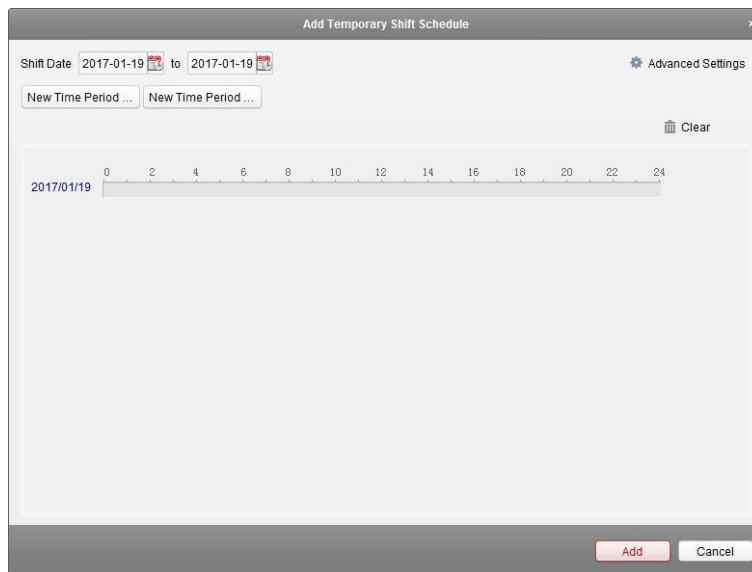 Add Temporary Shift Schedule
Shift Date 2017-01-19 to 2017-01-19 Advanced Settings
New Time Period ... New Time Period ...
Clear
0 2 4 6 8 10 12 14 16 18 20 22 24
2017/01/19
Add Cancel